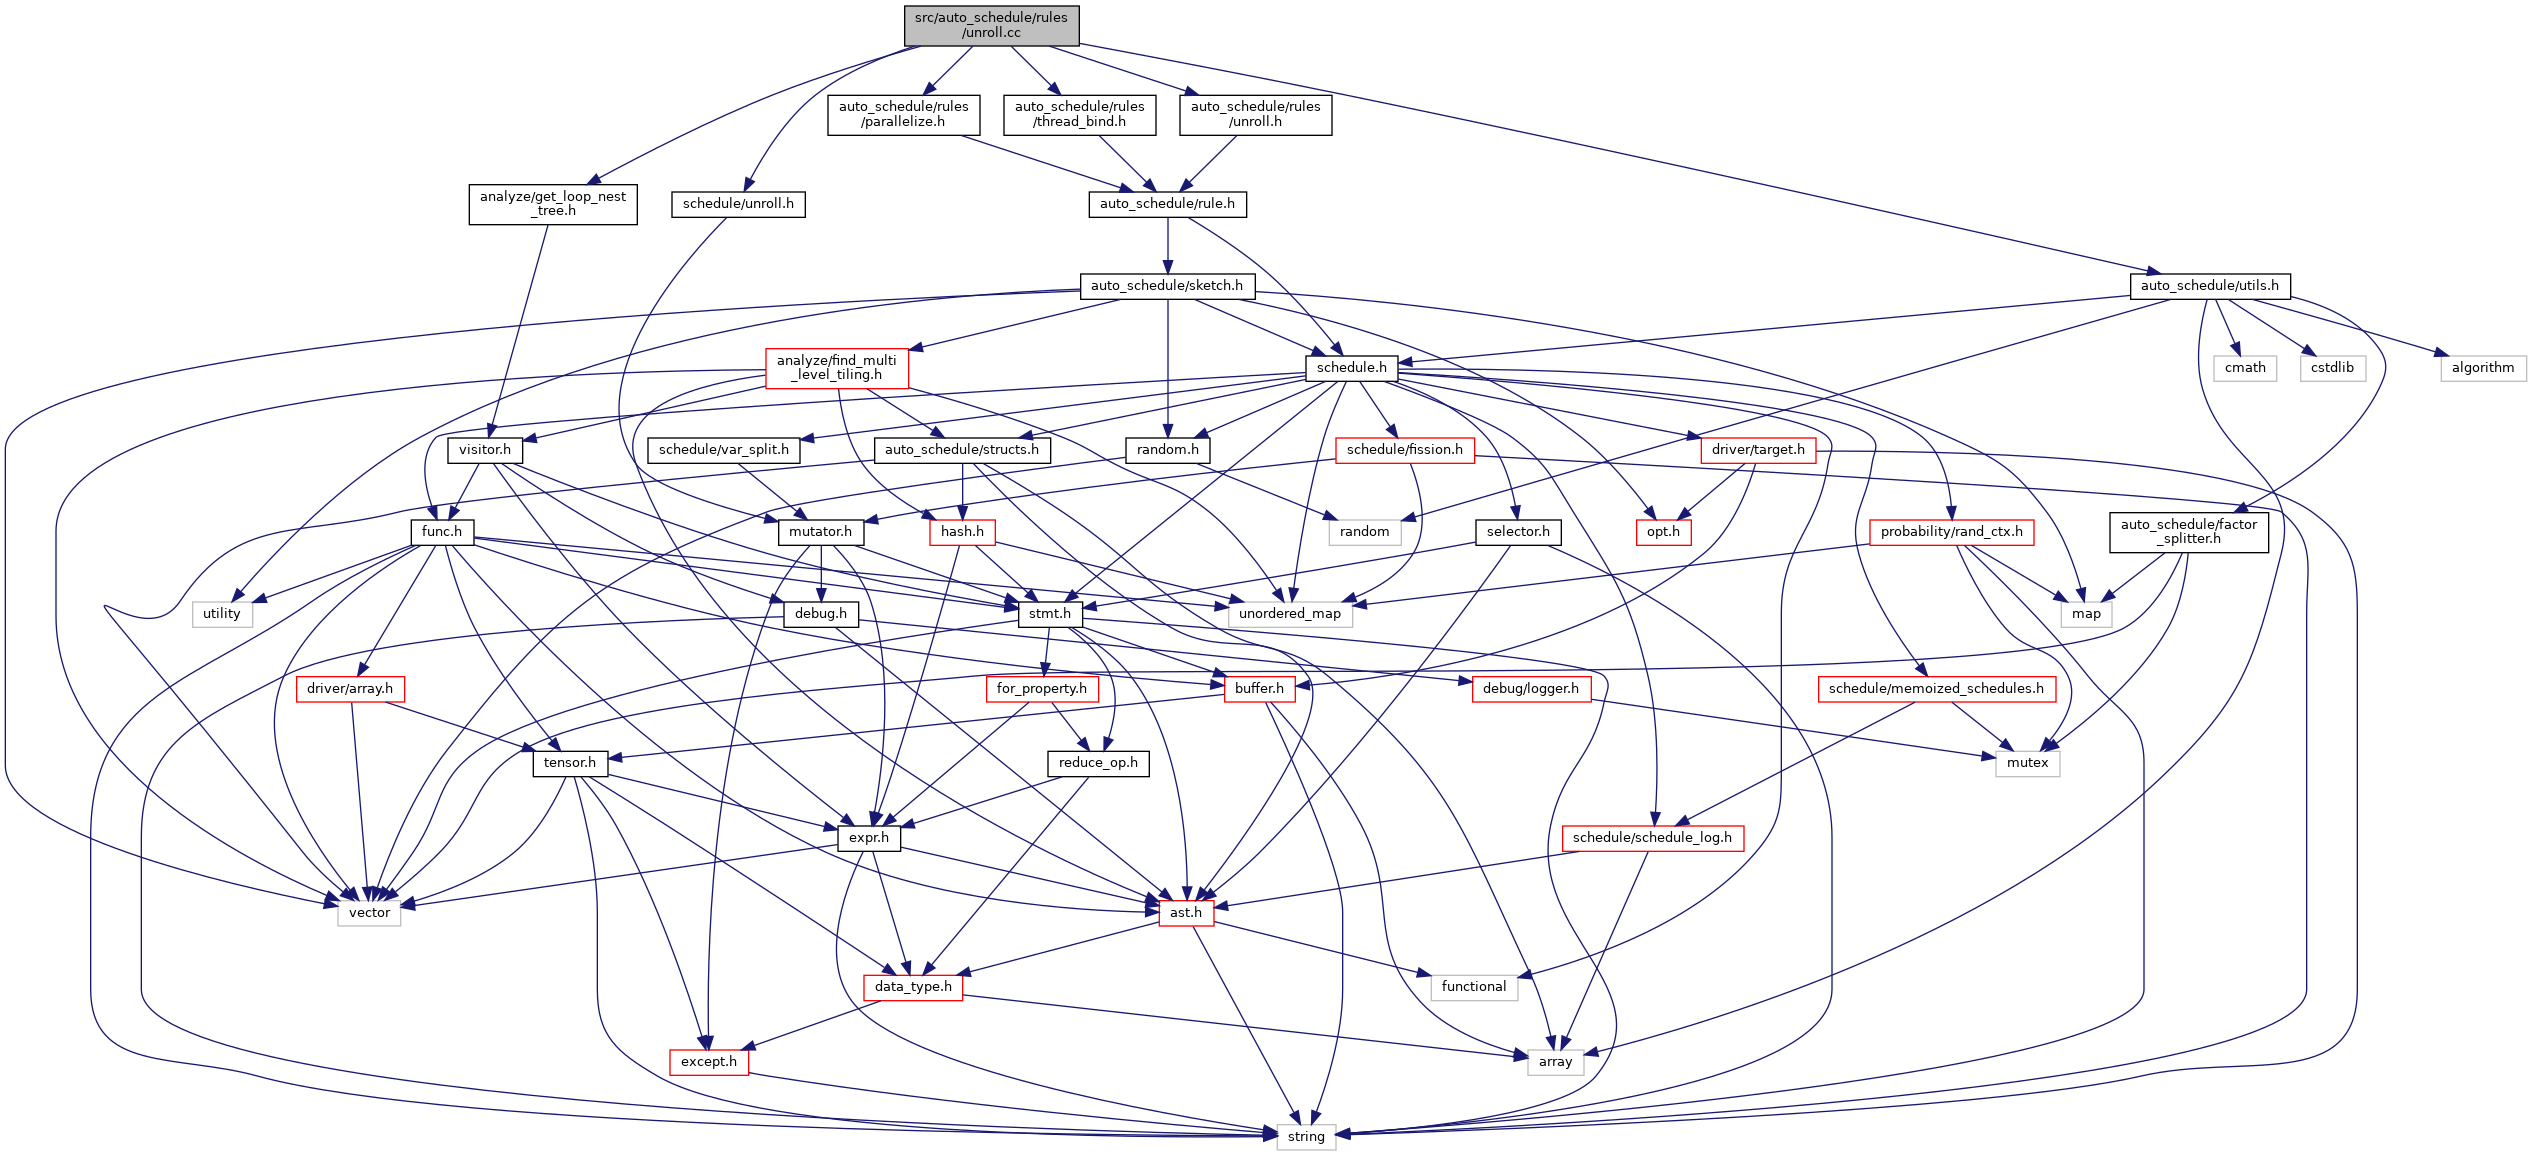 src/auto_schedule/rules
/unroll.cc
auto_schedule/rules
/parallelize.h
auto_schedule/rules
/thread_bind.h
auto_schedule/rules
/unroll.h
analyze/get_loop_nest
_tree.h
schedule/unroll.h
auto_schedule/rule.h
auto_schedule/sketch.h
auto_schedule/utils.h
analyze/find_multi
_level_tiling.h
schedule.h
cmath
cstdlib
algorithm
visitor.h
schedule/var_split.h
auto_schedule/structs.h
random.h
schedule/fission.h
driver/target.h
func.h
mutator.h
hash.h
random
selector.h
opt.h
probability/rand_ctx.h
auto_schedule/factor
_splitter.h
utility
debug.h
stmt.h
unordered_map
map
driver/array.h
for_property.h
buffer.h
debug/logger.h
schedule/memoized_schedules.h
tensor.h
reduce_op.h
mutex
expr.h
schedule/schedule_log.h
vector
ast.h
data_type.h
functional
except.h
array
string